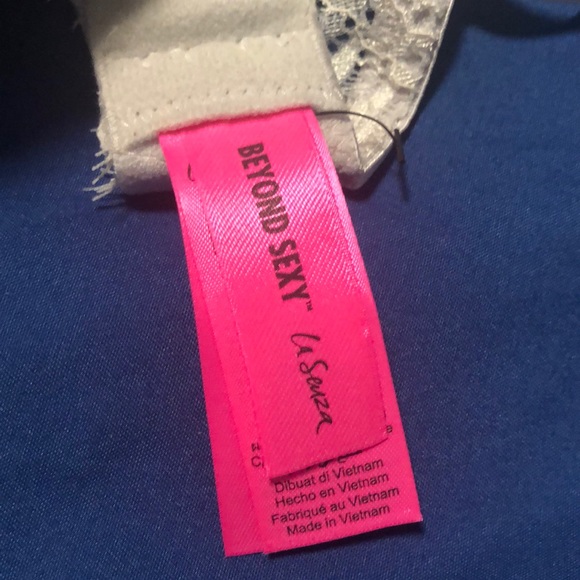 BEYOND SEXY™ La Senza
Dibuat di Vietnam
Hecho en Vietnam
Fabriqué au Vietnam
Made in Vietnam